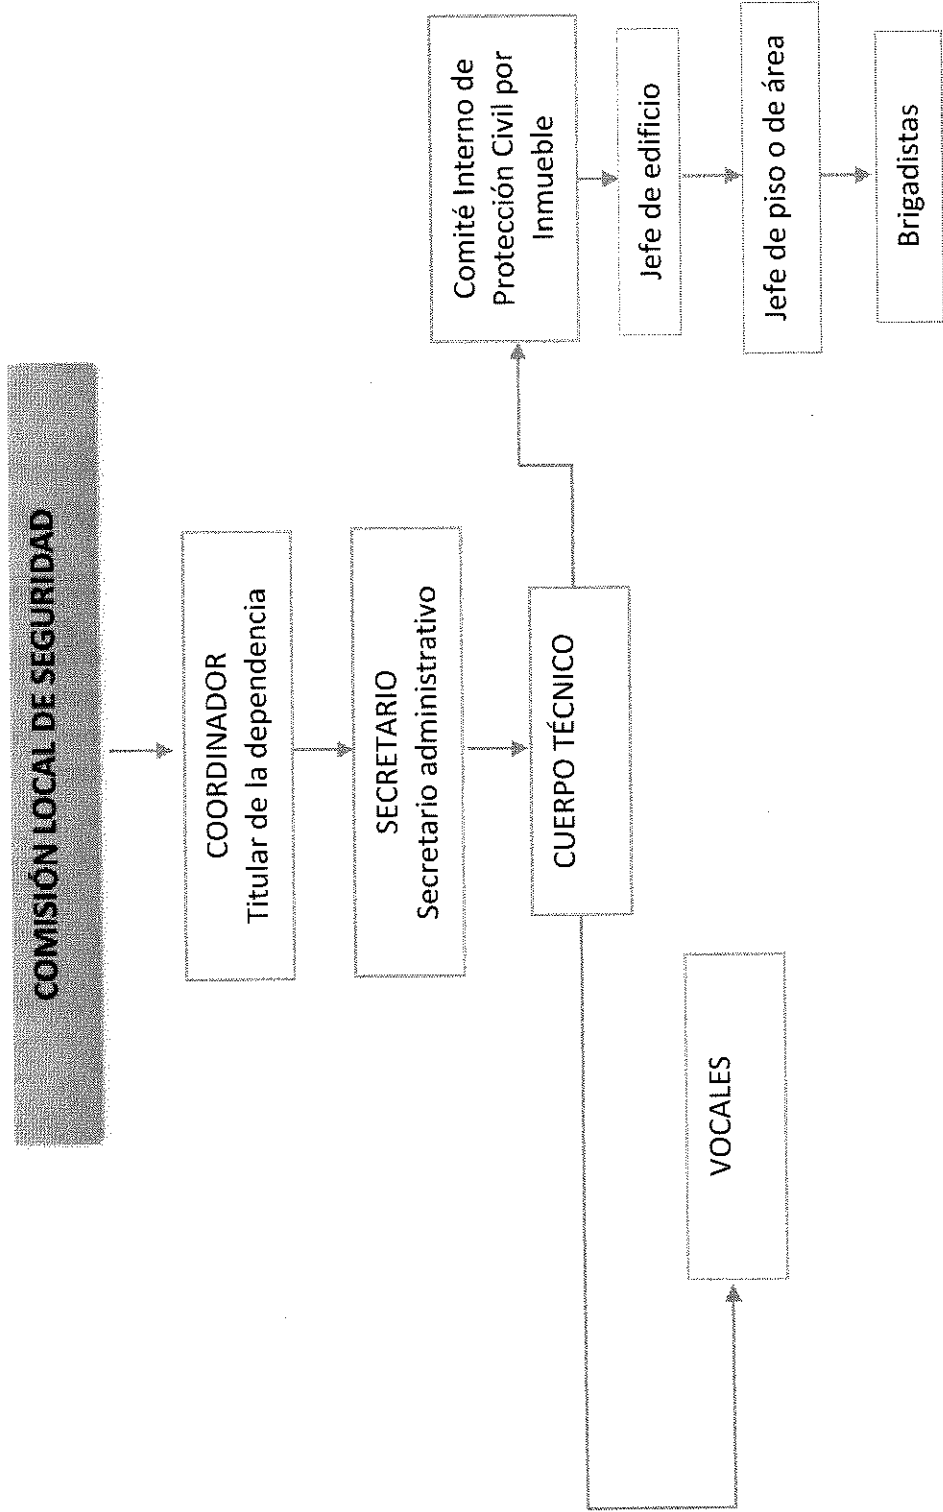 COMISIÓN LOCAL DE SEGURIDAD
COORDINADOR
Titular de la dependencia
SECRETARIO
Secretario administrativo
CUERPO TÉCNICO
VOCALES
Comité Interno de
Protección Civil por
Inmueble
Jefe de edificio
Jefe de piso o de área
Brigadistas